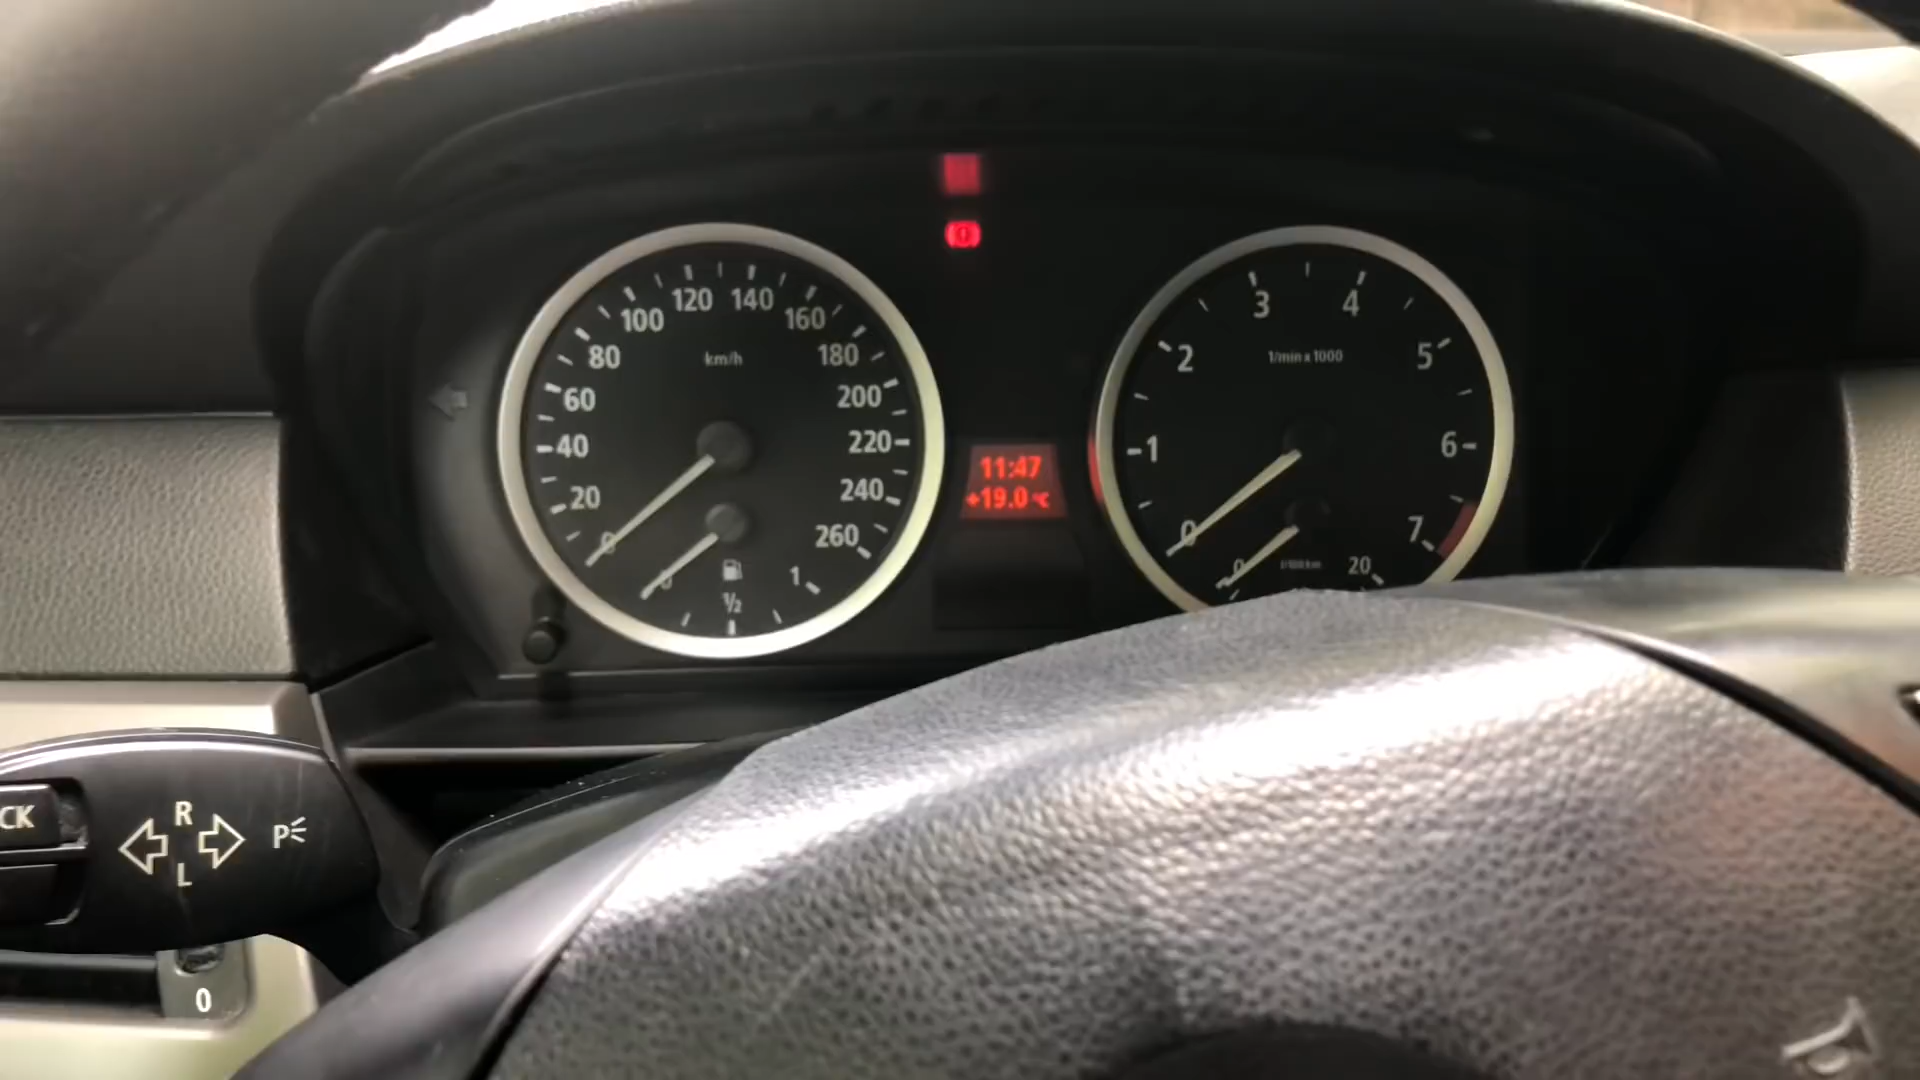 120 140
100 160
80 km/h 180
60 200
40 220
20 240
0 260
0 1
1/2
11:47
+19.0 °C
3 4
2 1/min x 1000 5
1 6
0 7
0 20
CK
R
L
P
0